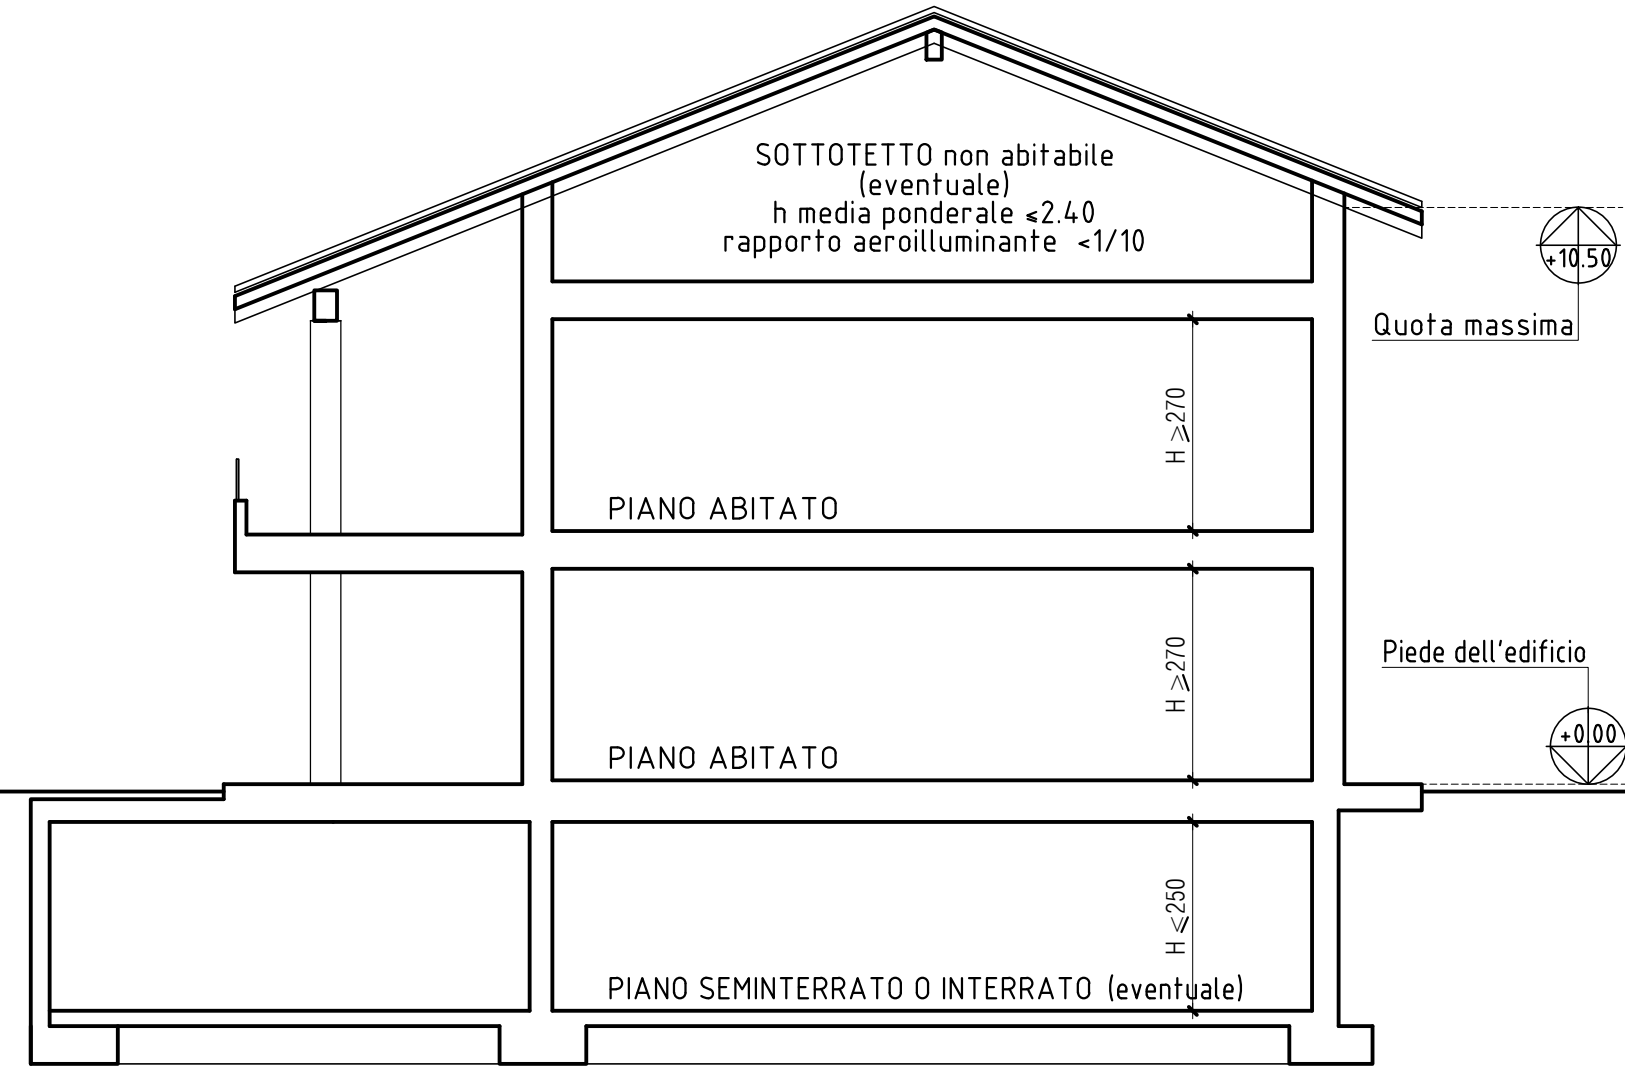 SOTTOTETTO non abitabile
(eventuale)
h media ponderale ≤2.40
rapporto aeroilluminante <1/10
+10.50
Quota massima
H ≥270
PIANO ABITATO
Piede dell'edificio
H ≥270
+0.00
PIANO ABITATO
H ≤250
PIANO SEMINTERRATO O INTERRATO (eventuale)